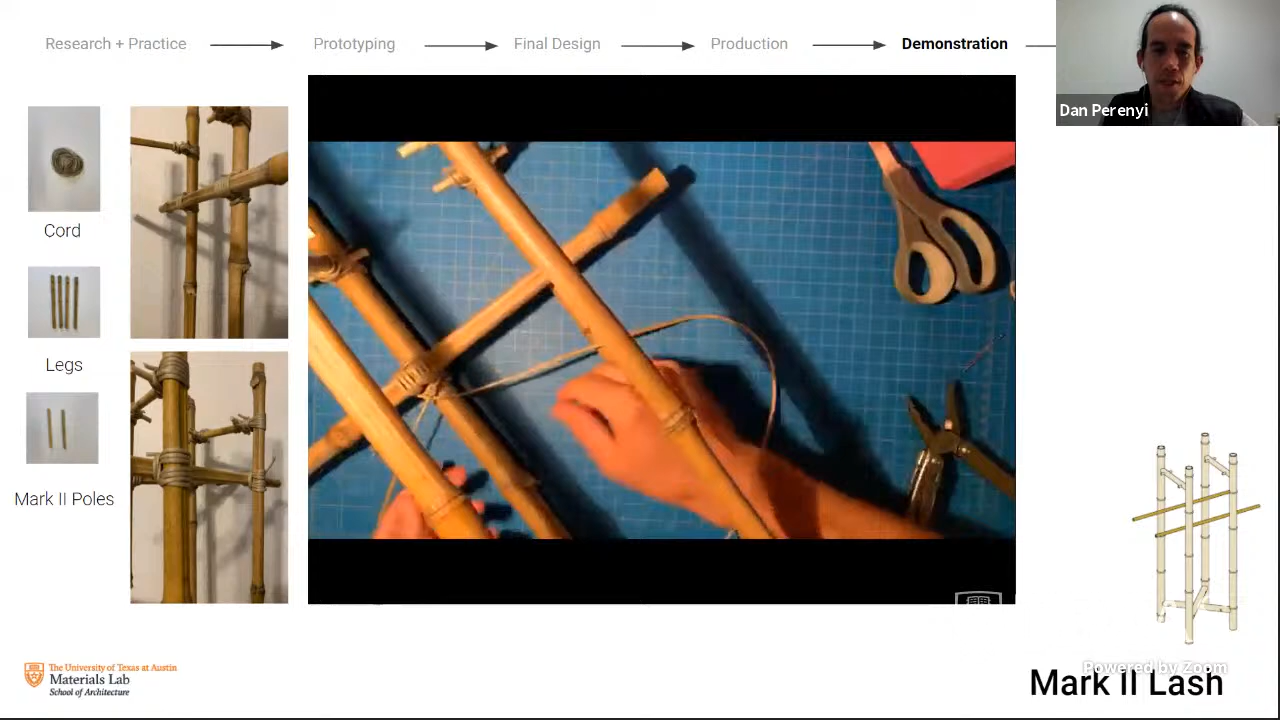 Research + Practice
Prototyping
Final Design
Production
Demonstration
Dan Perenyi
Cord
Legs
Mark II Poles
The University of Texas at Austin
Materials Lab
School of Architecture
Powered by Zoom
Mark II Lash